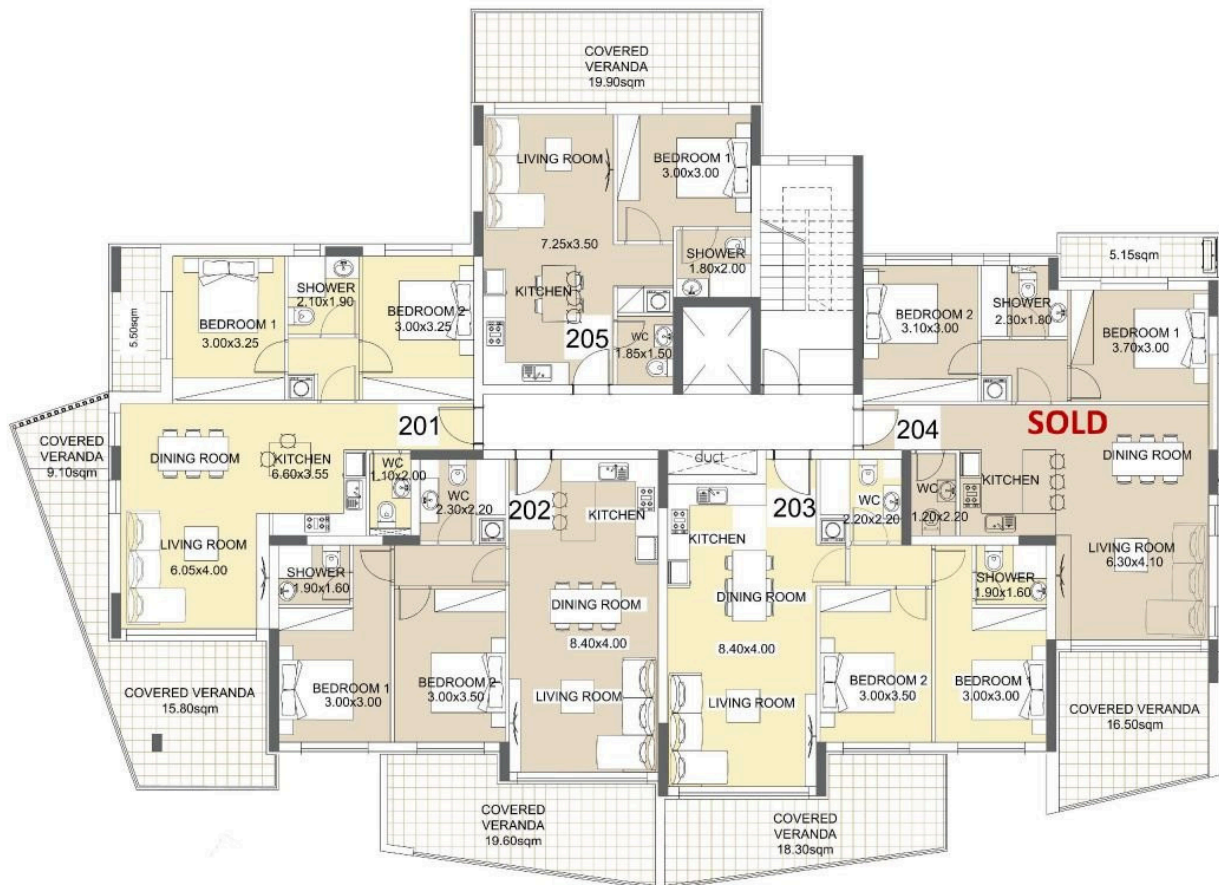 COVERED
VERANDA
19.90sqm
LIVING ROOM
BEDROOM 1
3.00x3.00
7.25x3.50
SHOWER
1.80x2.00
KITCHEN
205
WC
1.85x1.50
5.50sqm
BEDROOM 1
3.00x3.25
SHOWER
2.10x1.90
BEDROOM 2
3.00x3.25
COVERED
VERANDA
9.10sqm
201
DINING ROOM
KITCHEN
6.60x3.55
WC
1.10x2.00
LIVING ROOM
6.05x4.00
COVERED VERANDA
15.80sqm
WC
2.30x2.20
202
KITCHEN
SHOWER
1.90x1.60
DINING ROOM
8.40x4.00
BEDROOM 1
3.00x3.00
BEDROOM 2
3.00x3.50
LIVING ROOM
COVERED
VERANDA
19.60sqm
duct
203
WC
2.20x2.20
KITCHEN
DINING ROOM
8.40x4.00
SHOWER
1.90x1.60
LIVING ROOM
BEDROOM 2
3.00x3.50
BEDROOM 1
3.00x3.00
COVERED
VERANDA
18.30sqm
5.15sqm
BEDROOM 2
3.10x3.00
SHOWER
2.30x1.80
BEDROOM 1
3.70x3.00
204
SOLD
DINING ROOM
WC
1.20x2.20
KITCHEN
LIVING ROOM
6.30x4.10
COVERED VERANDA
16.50sqm